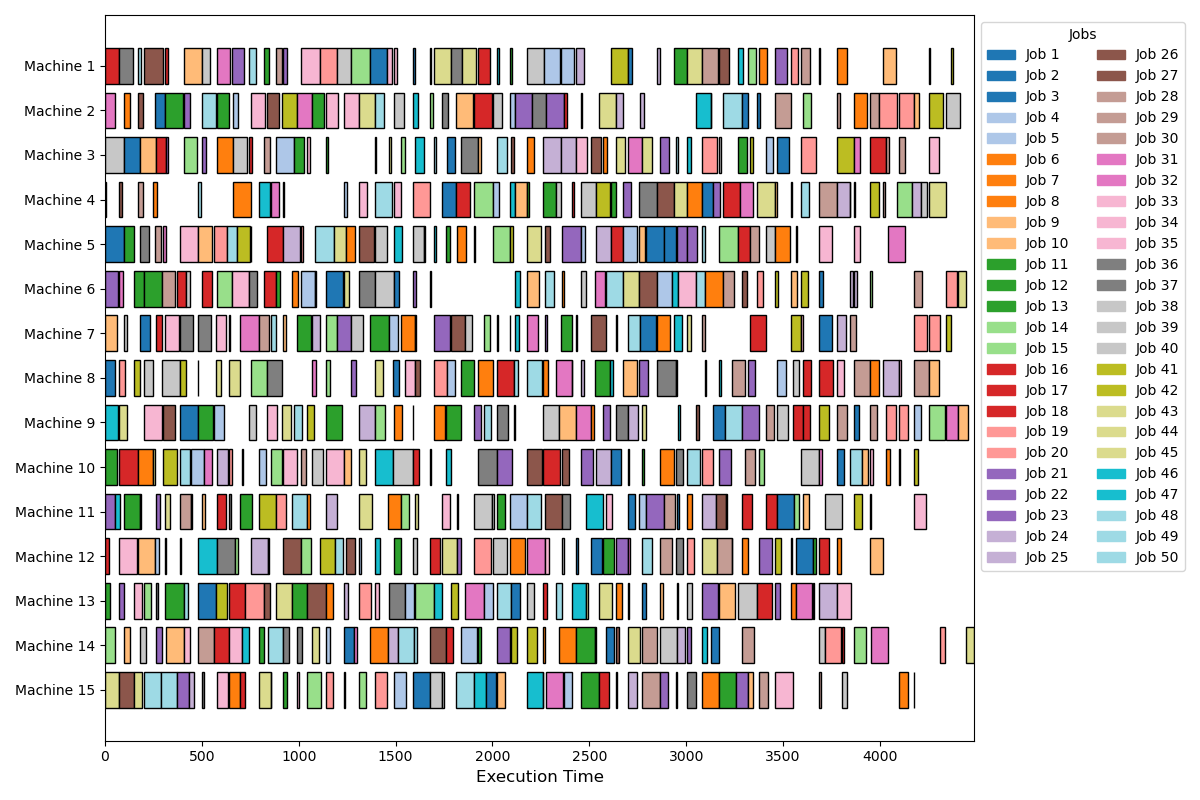 Machine 1
Machine 2
Machine 3
Machine 4
Machine 5
Machine 6
Machine 7
Machine 8
Machine 9
Machine 10
Machine 11
Machine 12
Machine 13
Machine 14
Machine 15
0 500 1000 1500 2000 2500 3000 3500 4000
Execution Time
Jobs
Job 1
Job 2
Job 3
Job 4
Job 5
Job 6
Job 7
Job 8
Job 9
Job 10
Job 11
Job 12
Job 13
Job 14
Job 15
Job 16
Job 17
Job 18
Job 19
Job 20
Job 21
Job 22
Job 23
Job 24
Job 25
Job 26
Job 27
Job 28
Job 29
Job 30
Job 31
Job 32
Job 33
Job 34
Job 35
Job 36
Job 37
Job 38
Job 39
Job 40
Job 41
Job 42
Job 43
Job 44
Job 45
Job 46
Job 47
Job 48
Job 49
Job 50